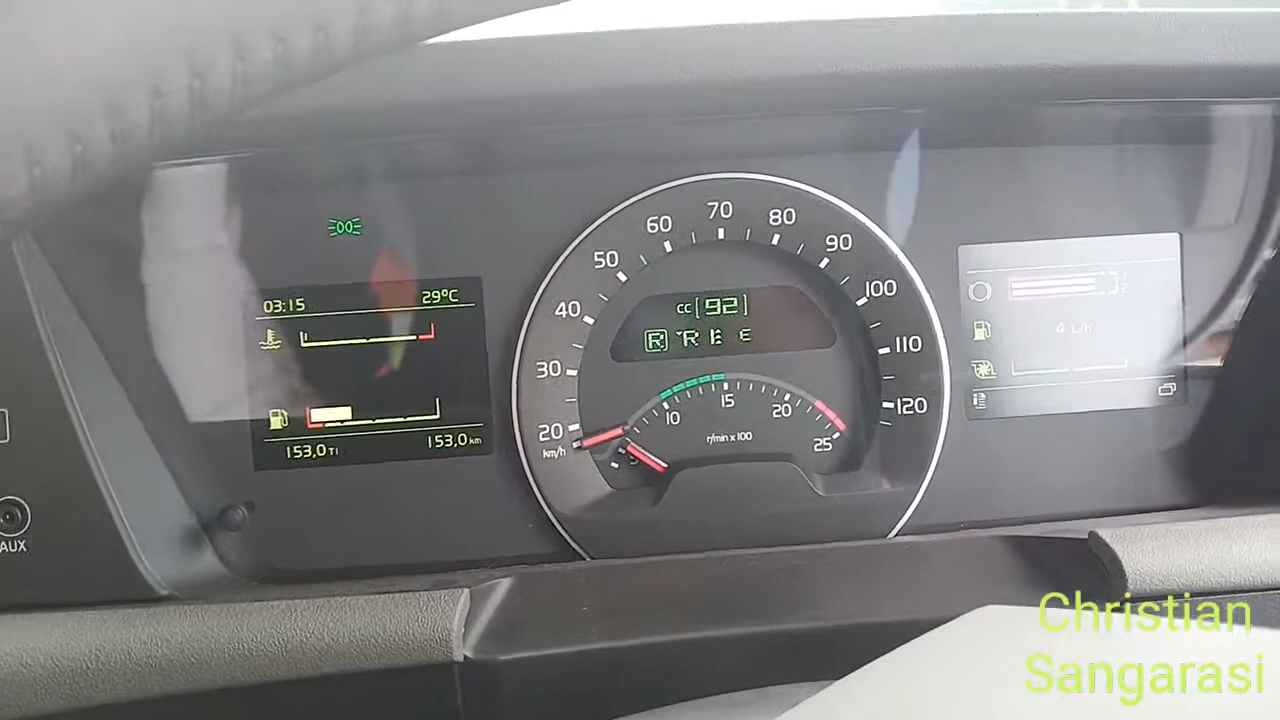 03:15 29°C
153,0 TI 153,0 km
20 30 40 50 60 70 80 90 100 110 120
km/h
CC [92]
R R E
10 15 20 25
r/min x 100
4 L/h
AUX
Christian
Sangarasi